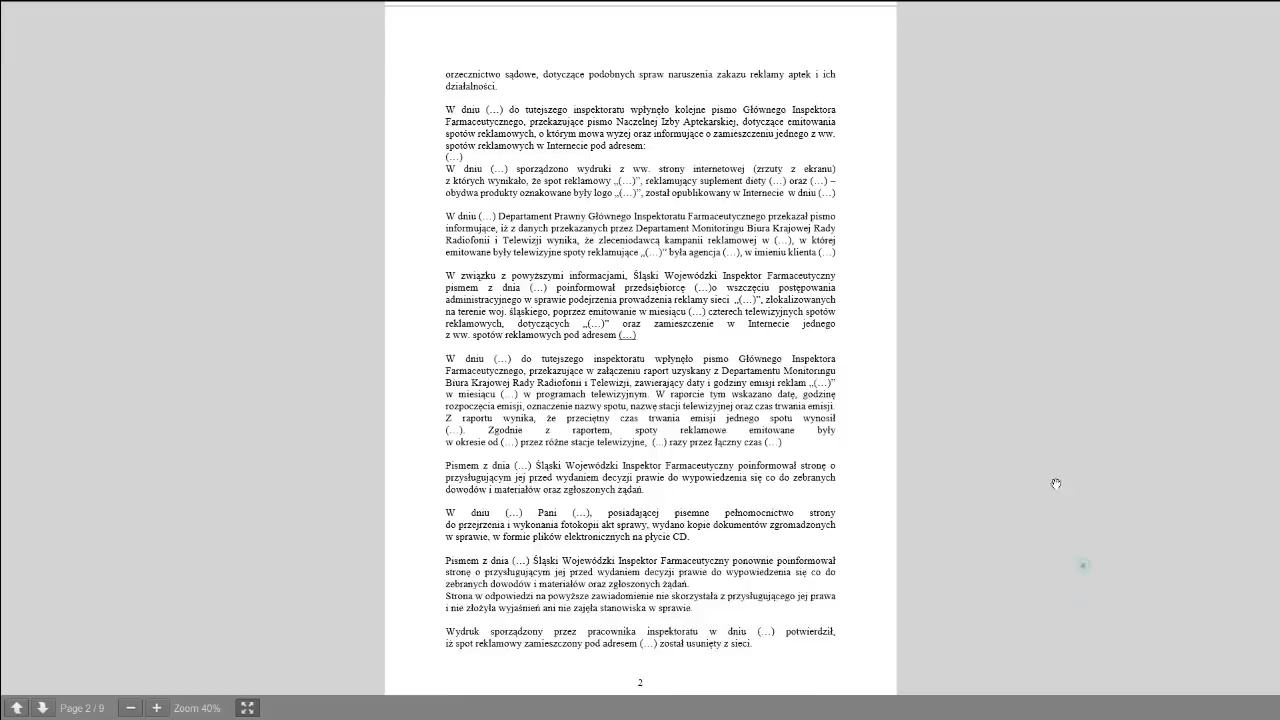 orzecznictwo sądowe, dotyczące podobnych spraw naruszenia zakazu reklamy aptek i ich
działalności.
W dniu (…) do tutejszego inspektoratu wpłynęło kolejne pismo Głównego Inspektora
Farmaceutycznego, przekazujące pismo Naczelnej Izby Aptekarskiej, dotyczące emitowania
spotów reklamowych, o którym mowa wyżej oraz informujące o zamieszczeniu jednego z ww.
spotów reklamowych w Internecie pod adresem:
(…)
W dniu (…) sporządzono wydruki z ww. strony internetowej (zrzuty z ekranu)
z których wynikało, że spot reklamowy „(…)”, reklamujący suplement diety (…) oraz (…) –
obydwa produkty oznakowane były logo „(…)”, został opublikowany w Internecie w dniu (…)
W dniu (…) Departament Prawny Głównego Inspektoratu Farmaceutycznego przekazał pismo
informujące, iż z danych przekazanych przez Departament Monitoringu Biura Krajowej Rady
Radiofonii i Telewizji wynika, że zleceniodawcą kampanii reklamowej w (…), w której
emitowane były telewizyjne spoty reklamujące „(…)” była agencja (…), w imieniu klienta (…)
W związku z powyższymi informacjami, Śląski Wojewódzki Inspektor Farmaceutyczny
pismem z dnia (…) poinformował przedsiębiorcę (…)o wszczęciu postępowania
administracyjnego w sprawie podejrzenia prowadzenia reklamy sieci „(…)”, zlokalizowanych
na terenie woj. śląskiego, poprzez emitowanie w miesiącu (…) czterech telewizyjnych spotów
reklamowych, dotyczących „(…)” oraz zamieszczenie w Internecie jednego
z ww. spotów reklamowych pod adresem (…)
W dniu (…) do tutejszego inspektoratu wpłynęło pismo Głównego Inspektora
Farmaceutycznego, przekazujące w załączeniu raport uzyskany z Departamentu Monitoringu
Biura Krajowej Rady Radiofonii i Telewizji, zawierający daty i godziny emisji reklam „(…)”
w miesiącu (…) w programach telewizyjnym. W raporcie tym wskazano datę, godzinę
rozpoczęcia emisji, oznaczenie nazwy spotu, nazwę stacji telewizyjnej oraz czas trwania emisji.
Z raportu wynika, że przeciętny czas trwania emisji jednego spotu wynosił
(…). Zgodnie z raportem, spoty reklamowe emitowane były
w okresie od (…) przez różne stacje telewizyjne, (…) razy przez łączny czas (…)
Pismem z dnia (…) Śląski Wojewódzki Inspektor Farmaceutyczny poinformował stronę o
przysługującym jej przed wydaniem decyzji prawie do wypowiedzenia się co do zebranych
dowodów i materiałów oraz zgłoszonych żądań.
W dniu (…) Pani (…), posiadającej pisemne pełnomocnictwo strony
do przejrzenia i wykonania fotokopii akt sprawy, wydano kopie dokumentów zgromadzonych
w sprawie, w formie plików elektronicznych na płycie CD.
Pismem z dnia (…) Śląski Wojewódzki Inspektor Farmaceutyczny ponownie poinformował
stronę o przysługującym jej przed wydaniem decyzji prawie do wypowiedzenia się co do
zebranych dowodów i materiałów oraz zgłoszonych żądań.
Strona w odpowiedzi na powyższe zawiadomienie nie skorzystała z przysługującego jej prawa
i nie złożyła wyjaśnień ani nie zajęła stanowiska w sprawie.
Wydruk sporządzony przez pracownika inspektoratu w dniu (…) potwierdził,
iż spot reklamowy zamieszczony pod adresem (…) został usunięty z sieci.
2
Page 2 / 9
Zoom 40%